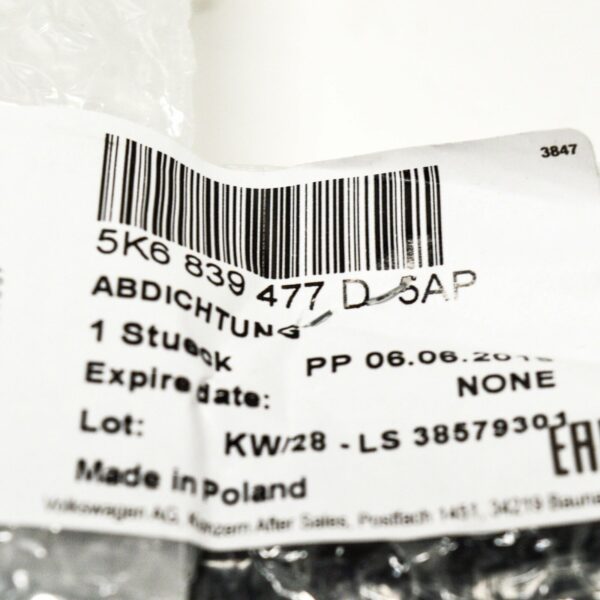 3847
5K6 839 477 D 5AP
ABDICHTUNG
1 Stueck
PP 06.06.
Expire date:
NONE
Lot:
KW/28 - LS 38579301
EAC
Made in Poland
Volkswagen AG, Konzern After Sales, Postfach 1451, 34219